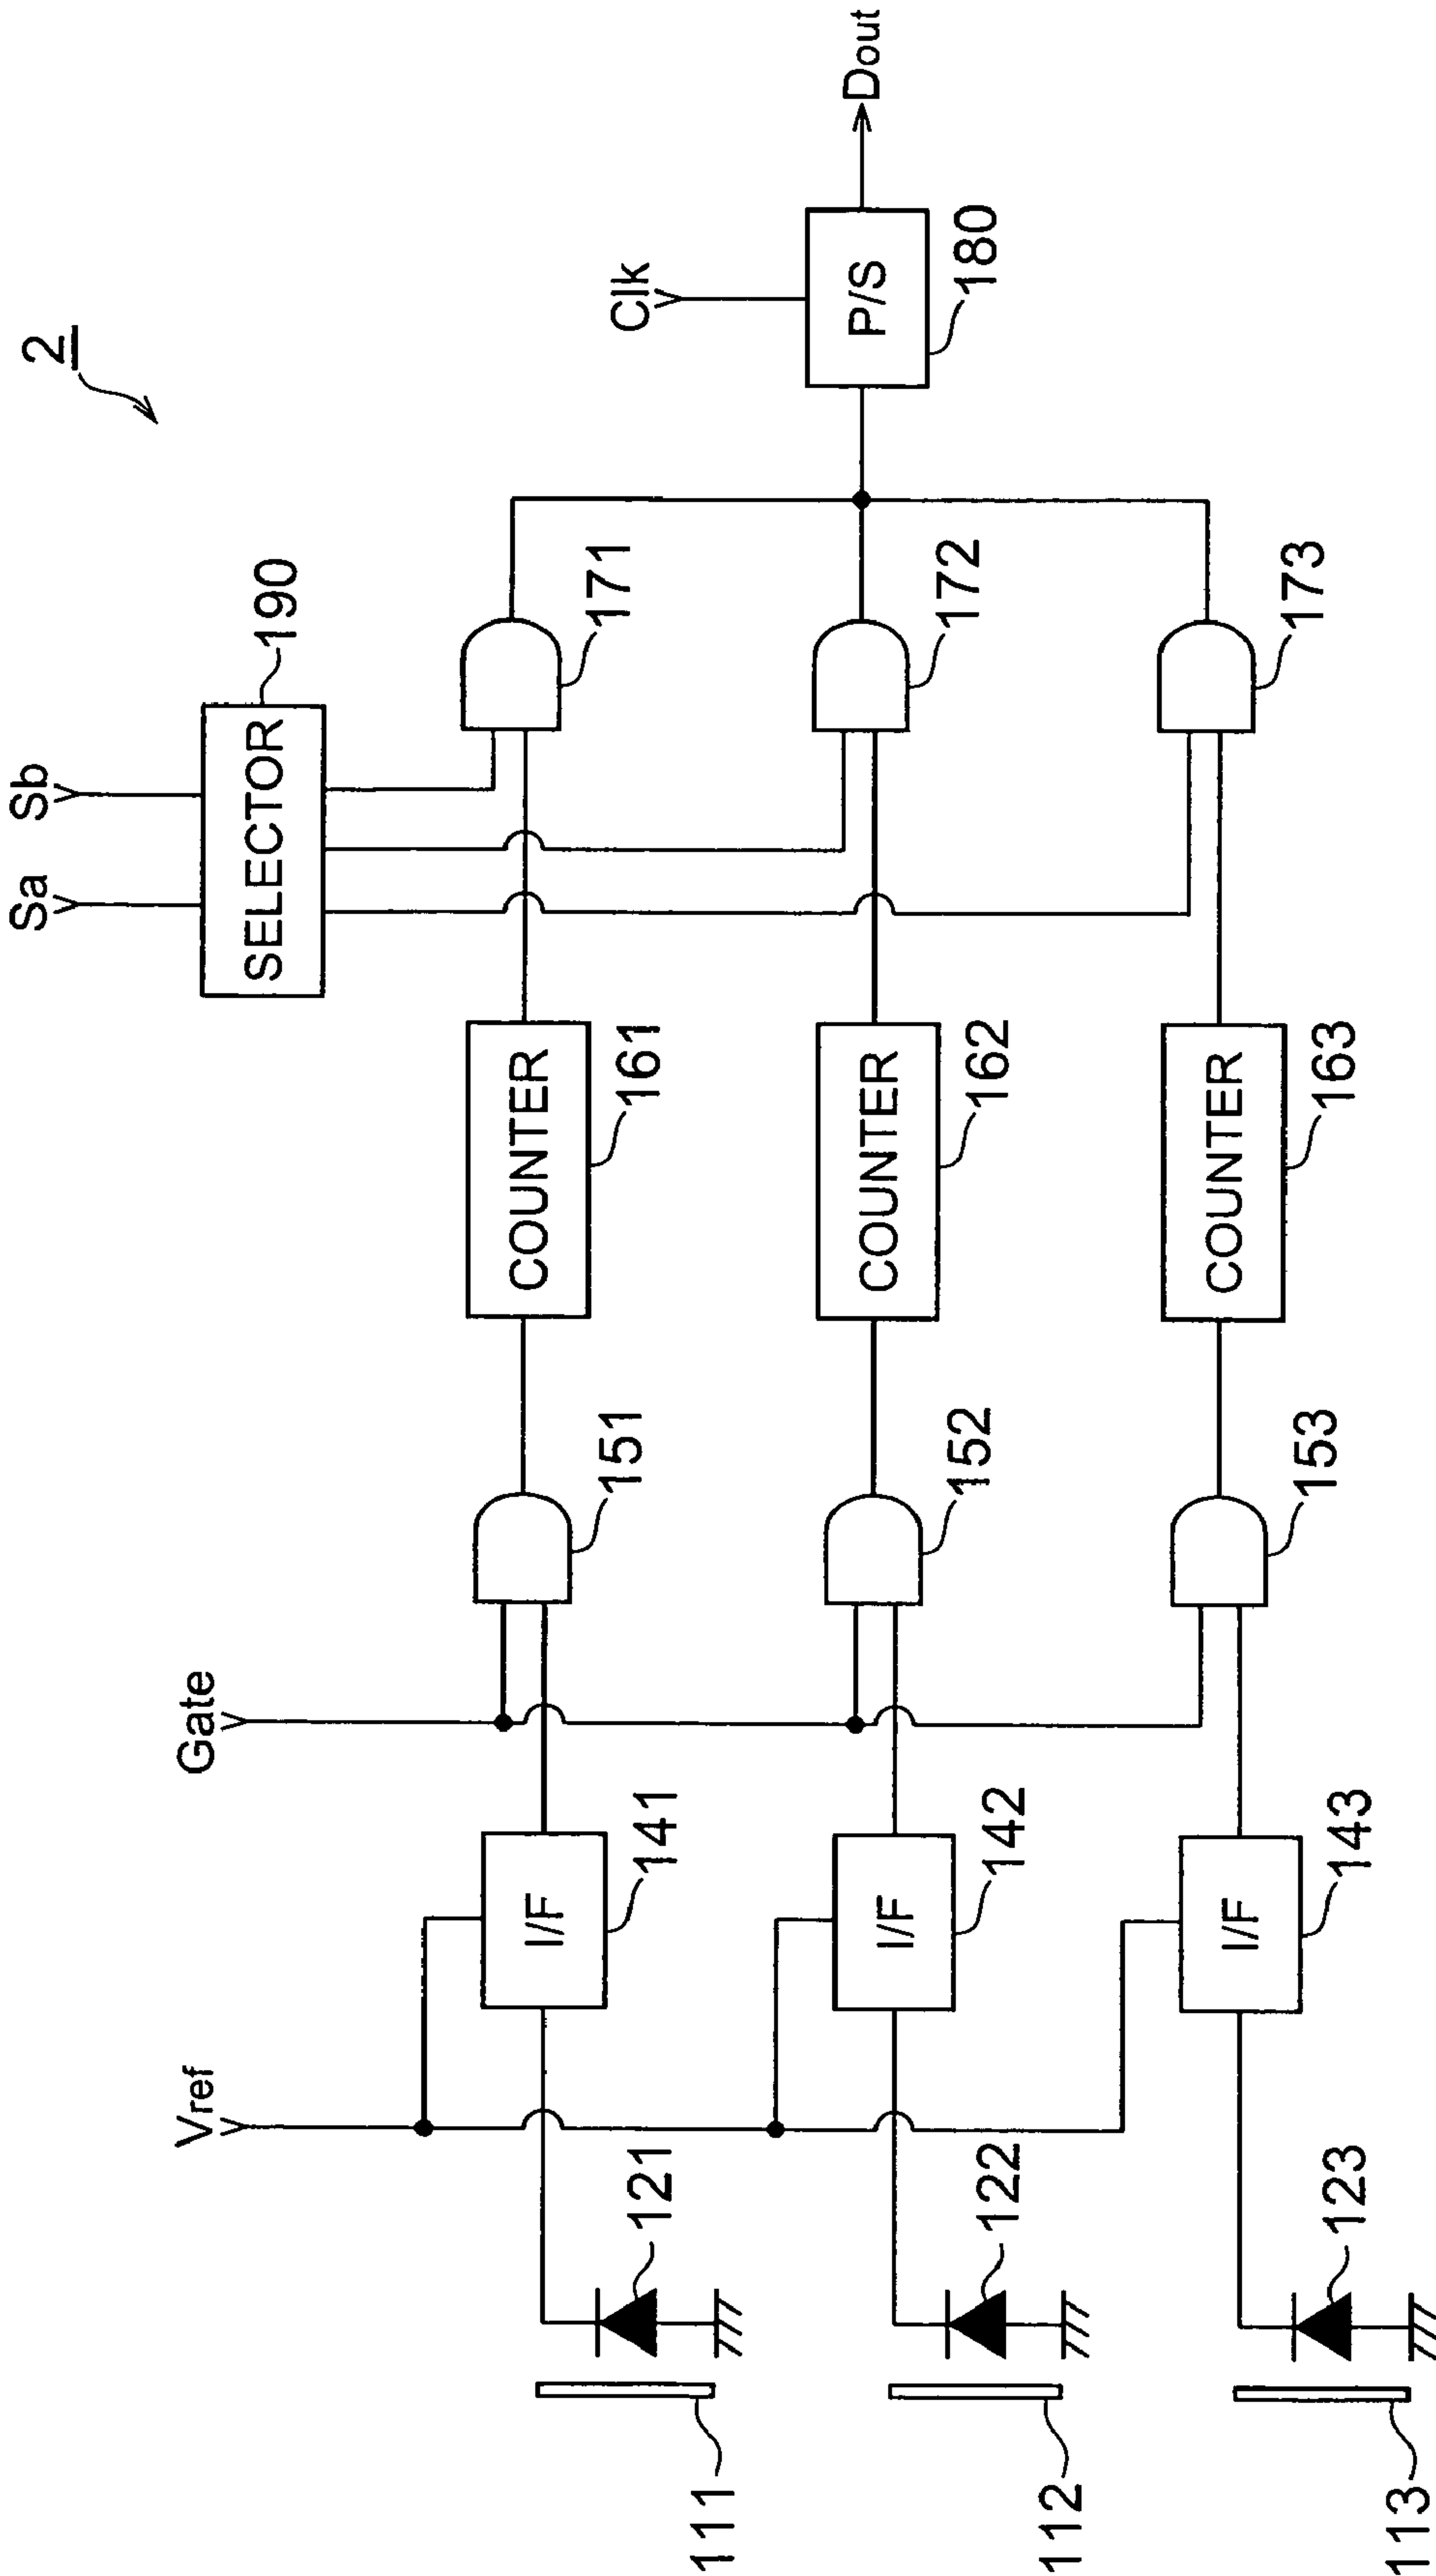 2
Sa
Sb
SELECTOR
190
Vref
Gate
Clk
111
121
I/F
141
151
COUNTER
161
171
112
122
I/F
142
152
COUNTER
162
172
P/S
180
Dout
113
123
I/F
143
153
COUNTER
163
173